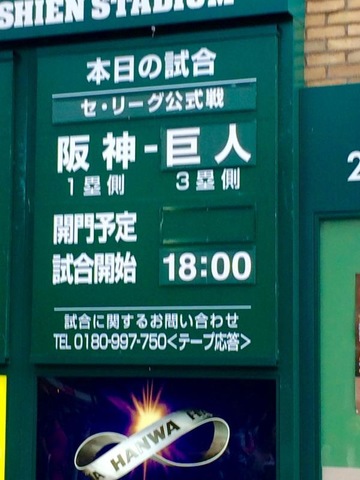 SHIEN STADIUM
本日の試合
セ・リーグ公式戦
阪神-巨人
1塁側 3塁側
開門予定
試合開始 18:00
試合に関するお問い合わせ
TEL 0180-997-750<テープ応答>
HANWA
2